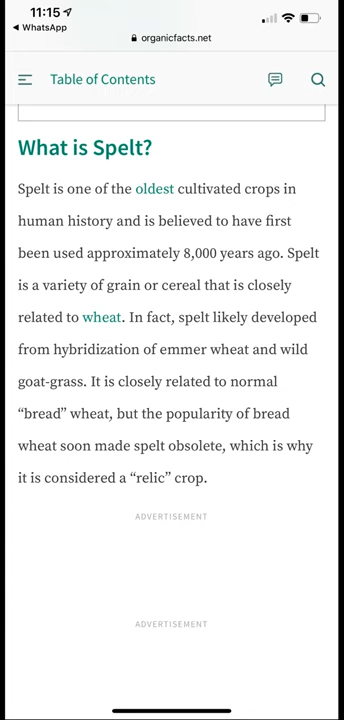 11:15
WhatsApp
organicfacts.net
Table of Contents
What is Spelt?
Spelt is one of the oldest cultivated crops in
human history and is believed to have first
been used approximately 8,000 years ago. Spelt
is a variety of grain or cereal that is closely
related to wheat. In fact, spelt likely developed
from hybridization of emmer wheat and wild
goat-grass. It is closely related to normal
“bread” wheat, but the popularity of bread
wheat soon made spelt obsolete, which is why
it is considered a “relic” crop.
ADVERTISEMENT
ADVERTISEMENT